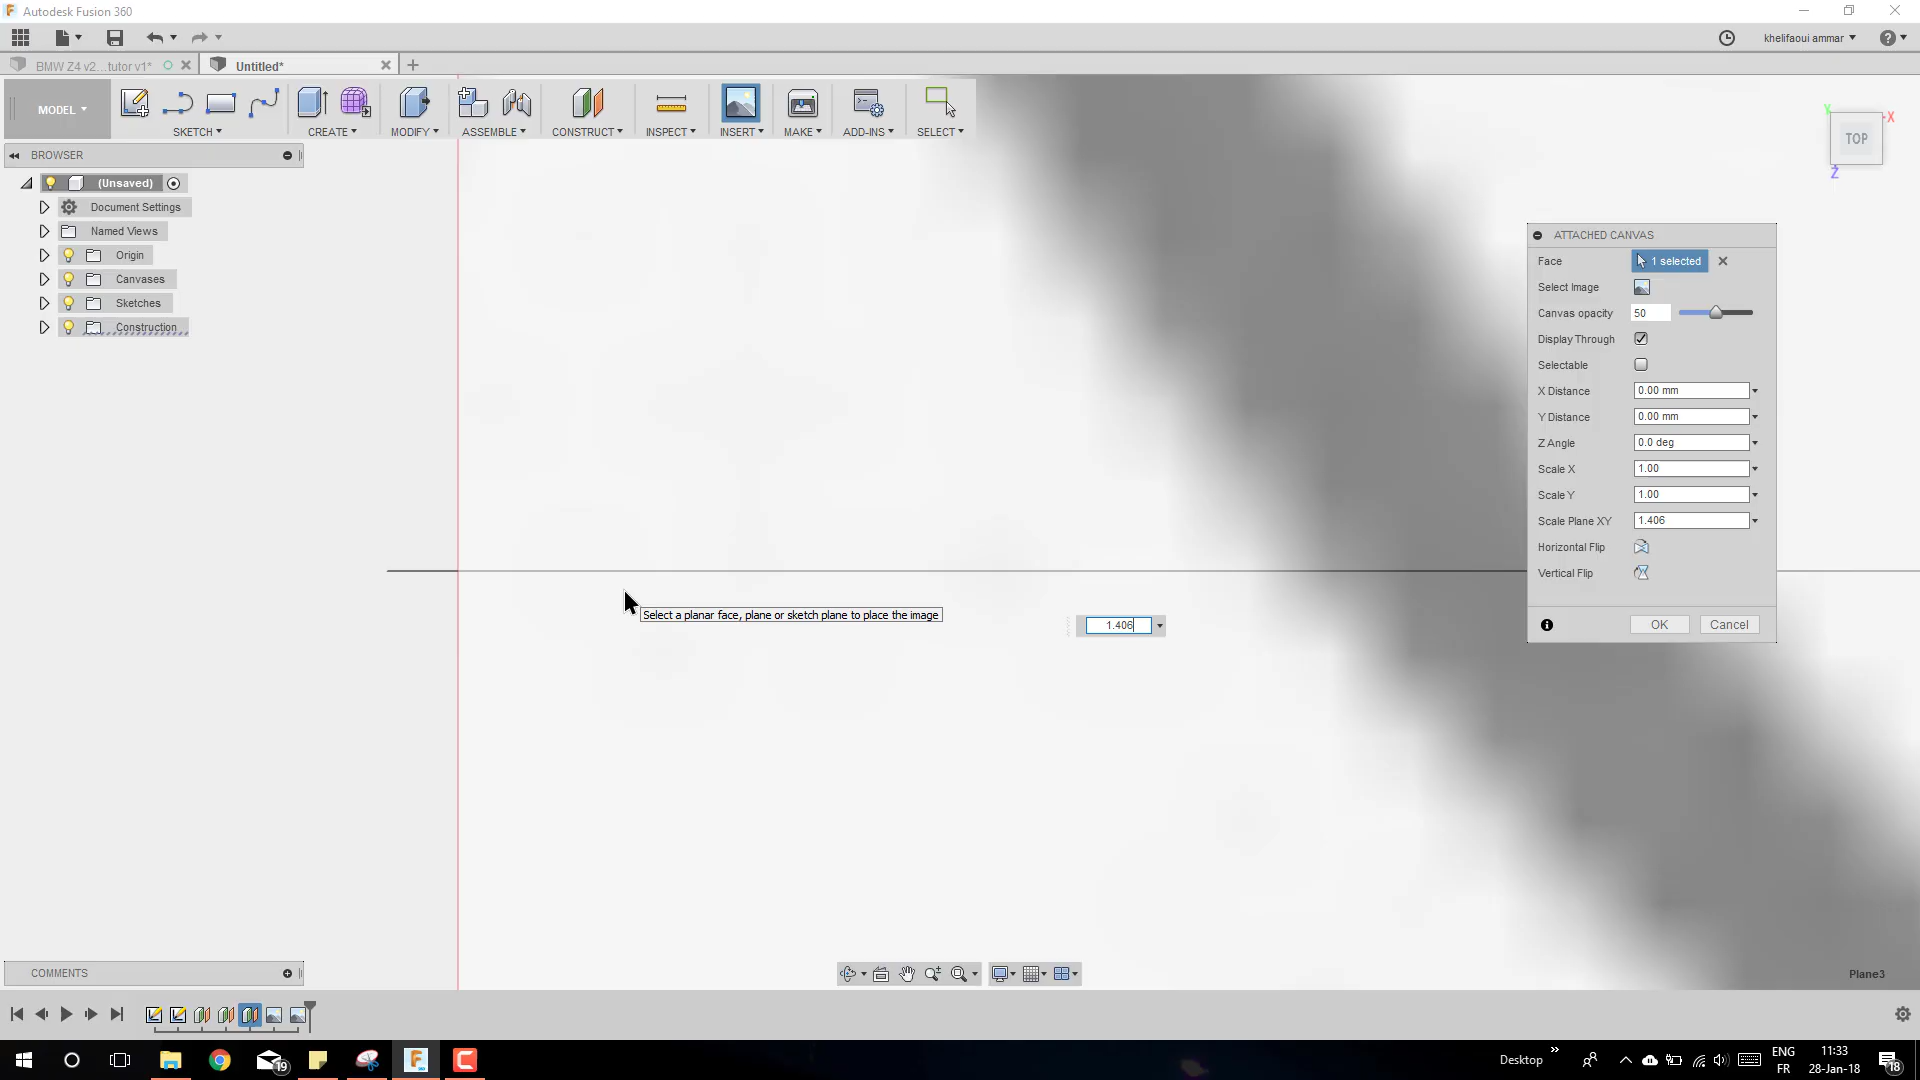 Autodesk Fusion 360
khelifaoui ammar
BMW Z4 v2...tutor v1*
Untitled*
MODEL
SKETCH
CREATE
MODIFY
ASSEMBLE
CONSTRUCT
INSPECT
INSERT
MAKE
ADD-INS
SELECT
Y
X
TOP
Z
BROWSER
(Unsaved)
Document Settings
Named Views
Origin
Canvases
Sketches
Construction
ATTACHED CANVAS
Face 1 selected
Select Image
Canvas opacity 50
Display Through
Selectable
X Distance 0.00 mm
Y Distance 0.00 mm
Z Angle 0.0 deg
Scale X 1.00
Scale Y 1.00
Scale Plane XY 1.406
Horizontal Flip
Vertical Flip
OK Cancel
Select a planar face, plane or sketch plane to place the image
1.406
COMMENTS
Plane3
19
Desktop
ENG
FR
11:33
28-Jan-18
18